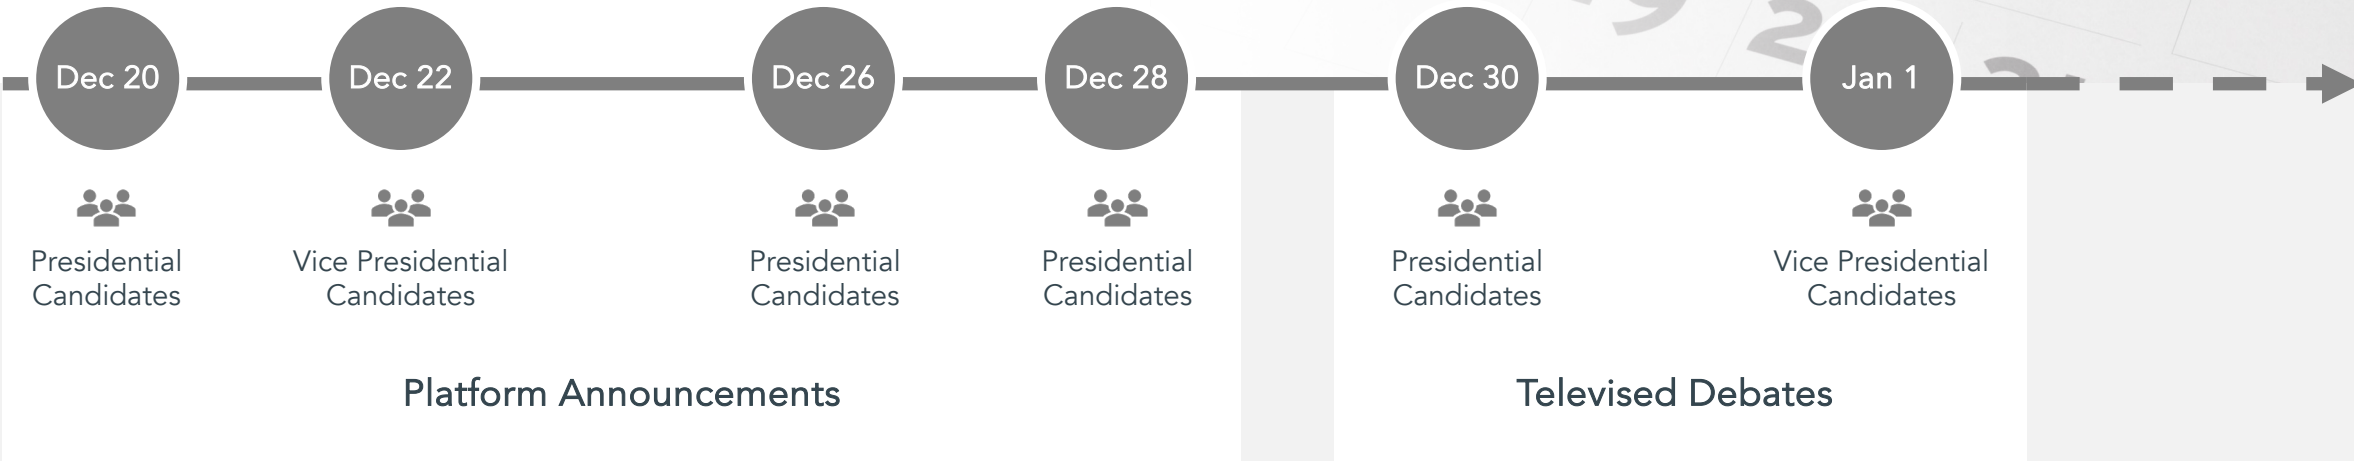 Dec 20
Dec 22
Dec 26
Dec 28
Dec 30
Jan 1
Presidential
Candidates
Vice Presidential
Candidates
Presidential
Candidates
Presidential
Candidates
Presidential
Candidates
Vice Presidential
Candidates
Platform Announcements
Televised Debates